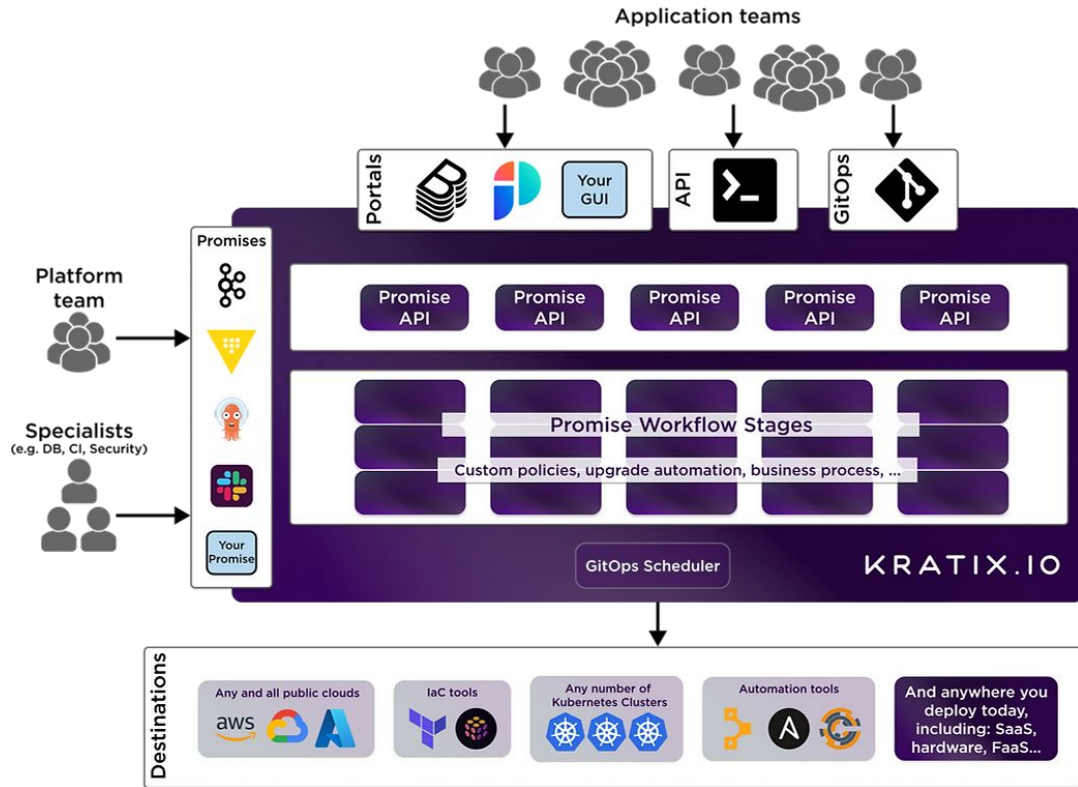 Application teams
Portals
Your
GUI
API
GitOps
Promises
Platform
team
Promise
API
Promise
API
Promise
API
Promise
API
Promise
API
Specialists
(e.g. DB, CI, Security)
Promise Workflow Stages
Custom policies, upgrade automation, business process, ...
Your
Promise
GitOps Scheduler
KRATIX.IO
Destinations
Any and all public clouds
aws
IaC tools
Any number of
Kubernetes Clusters
Automation tools
And anywhere you
deploy today,
including: SaaS,
hardware, FaaS...